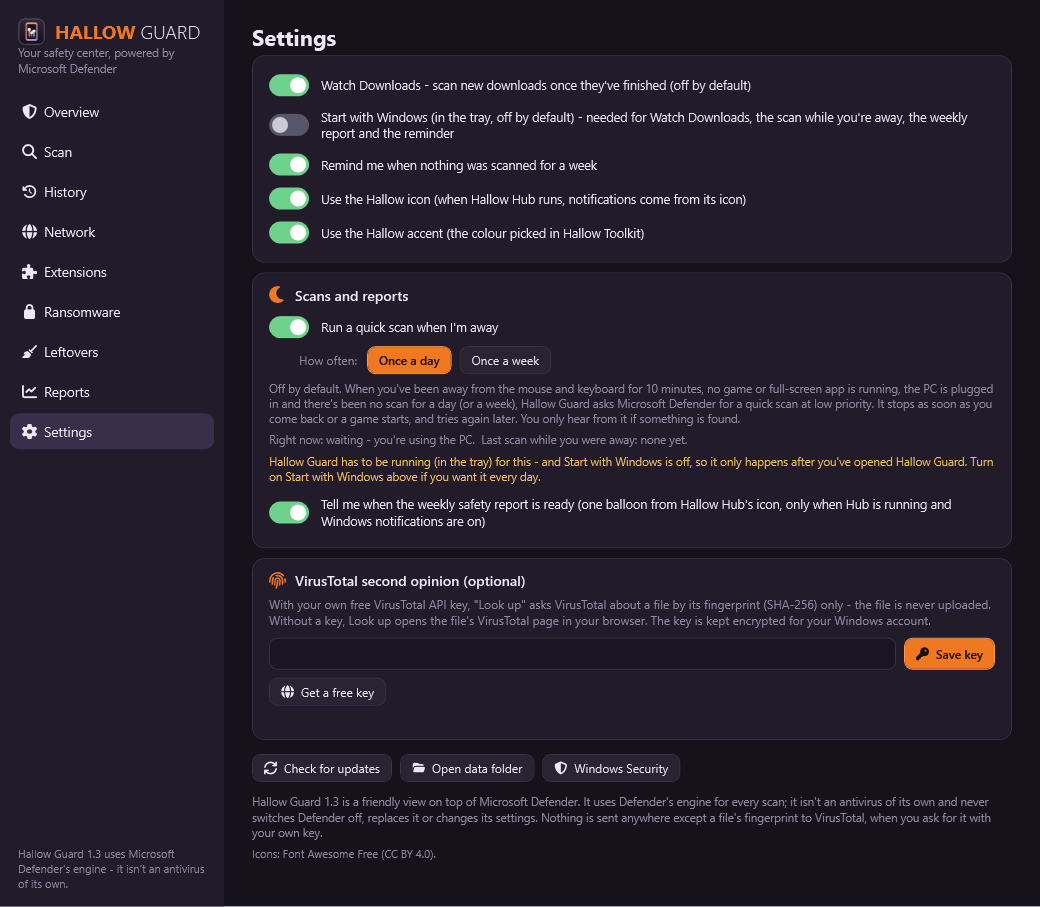 HALLOW GUARD
Your safety center, powered by
Microsoft Defender
Overview
Scan
History
Network
Extensions
Ransomware
Leftovers
Reports
Settings
Hallow Guard 1.3 uses Microsoft
Defender's engine - it isn't an antivirus
of its own.
Settings
Watch Downloads - scan new downloads once they've finished (off by default)
Start with Windows (in the tray, off by default) - needed for Watch Downloads, the scan while you're away, the weekly
report and the reminder
Remind me when nothing was scanned for a week
Use the Hallow icon (when Hallow Hub runs, notifications come from its icon)
Use the Hallow accent (the colour picked in Hallow Toolkit)
Scans and reports
Run a quick scan when I'm away
How often: Once a day Once a week
Off by default. When you've been away from the mouse and keyboard for 10 minutes, no game or full-screen app is running, the PC is plugged
in and there's been no scan for a day (or a week), Hallow Guard asks Microsoft Defender for a quick scan at low priority. It stops as soon as you
come back or a game starts, and tries again later. You only hear from it if something is found.
Right now: waiting - you're using the PC. Last scan while you were away: none yet.
Hallow Guard has to be running (in the tray) for this - and Start with Windows is off, so it only happens after you've opened Hallow Guard. Turn
on Start with Windows above if you want it every day.
Tell me when the weekly safety report is ready (one balloon from Hallow Hub's icon, only when Hub is running and
Windows notifications are on)
VirusTotal second opinion (optional)
With your own free VirusTotal API key, "Look up" asks VirusTotal about a file by its fingerprint (SHA-256) only - the file is never uploaded.
Without a key, Look up opens the file's VirusTotal page in your browser. The key is kept encrypted for your Windows account.
Save key
Get a free key
Check for updates Open data folder Windows Security
Hallow Guard 1.3 is a friendly view on top of Microsoft Defender. It uses Defender's engine for every scan; it isn't an antivirus of its own and never
switches Defender off, replaces it or changes its settings. Nothing is sent anywhere except a file's fingerprint to VirusTotal, when you ask for it with
your own key.
Icons: Font Awesome Free (CC BY 4.0).